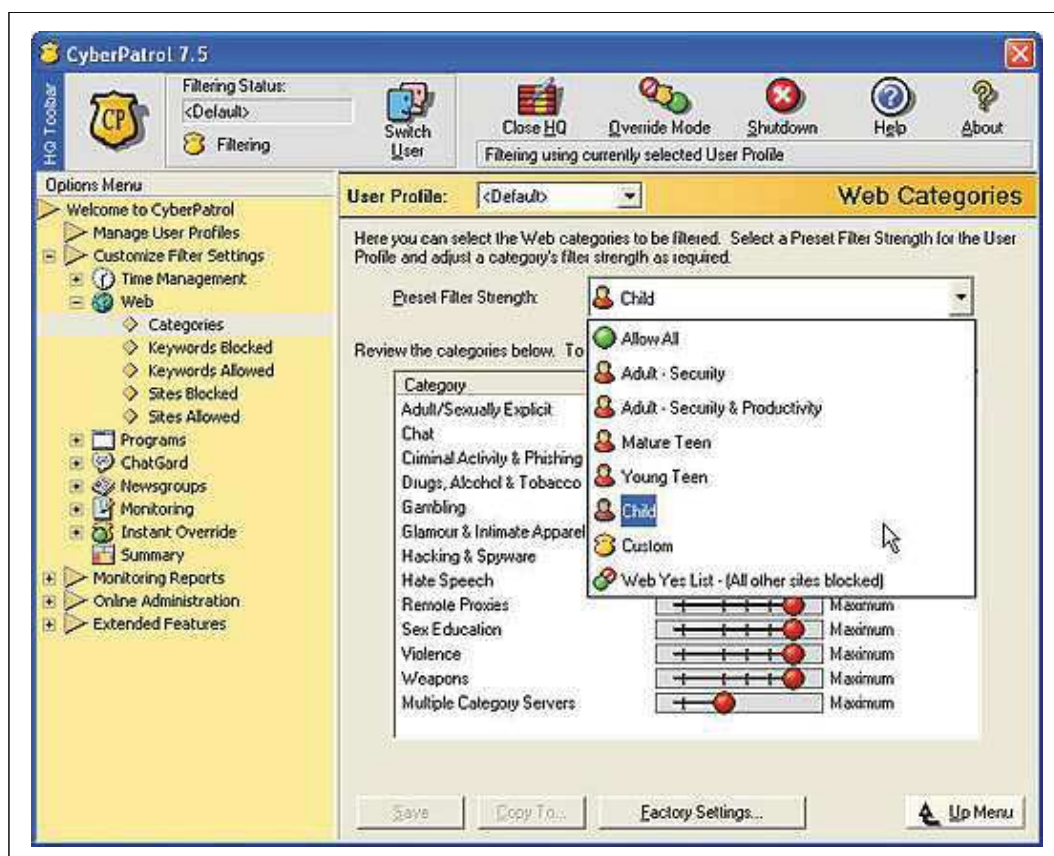 CyberPatrol 7.5
HQ Toolbar
CP
Filtering Status:
<Default>
Filtering
Switch User
Close HQ
Override Mode
Shutdown
Help
About
Filtering using currently selected User Profile
Options Menu
Welcome to CyberPatrol
Manage User Profiles
Customize Filter Settings
Time Management
Web
Categories
Keywords Blocked
Keywords Allowed
Sites Blocked
Sites Allowed
Programs
ChatGard
Newsgroups
Monitoring
Instant Override
Summary
Monitoring Reports
Online Administration
Extended Features
User Profile:
<Default>
Web Categories
Here you can select the Web categories to be filtered. Select a Preset Filter Strength for the User
Profile and adjust a category's filter strength as required.
Preset Filter Strength:
Child
Allow All
Adult - Security
Adult - Security & Productivity
Mature Teen
Young Teen
Child
Custom
Web Yes List - (All other sites blocked)
Review the categories below. To
Category
Adult/Sexually Explicit
Chat
Criminal Activity & Phishing
Drugs, Alcohol & Tobacco
Gambling
Glamour & Intimate Apparel
Hacking & Spyware
Hate Speech
Remote Proxies Maximum
Sex Education Maximum
Violence Maximum
Weapons Maximum
Multiple Category Servers Maximum
Save
Copy To...
Factory Settings...
Up Menu